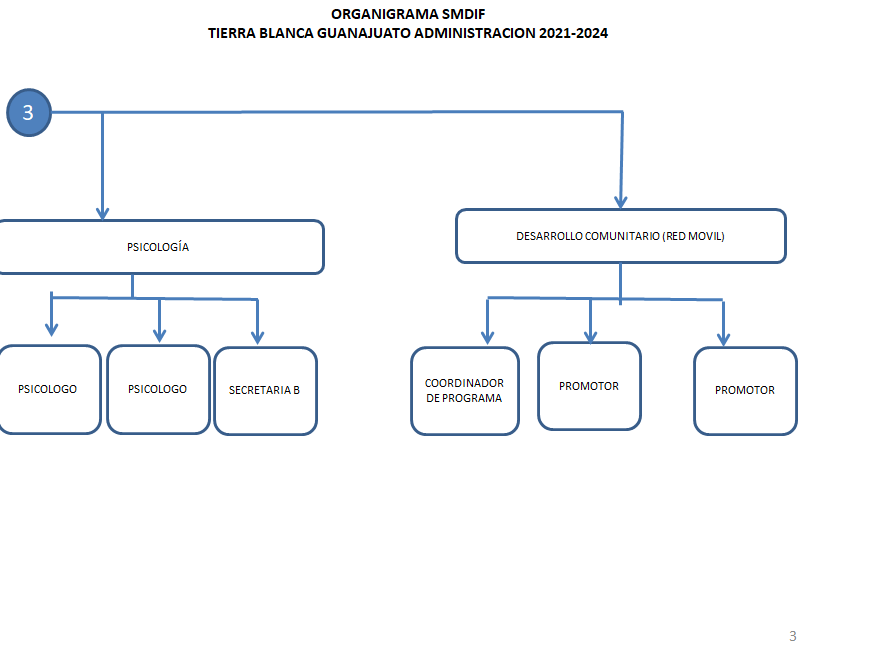 ORGANIGRAMA SMDIF
TIERRA BLANCA GUANAJUATO ADMINISTRACION 2021-2024
3
PSICOLOGÍA
DESARROLLO COMUNITARIO (RED MOVIL)
PSICOLOGO
PSICOLOGO
SECRETARIA B
COORDINADOR
DE PROGRAMA
PROMOTOR
PROMOTOR
3